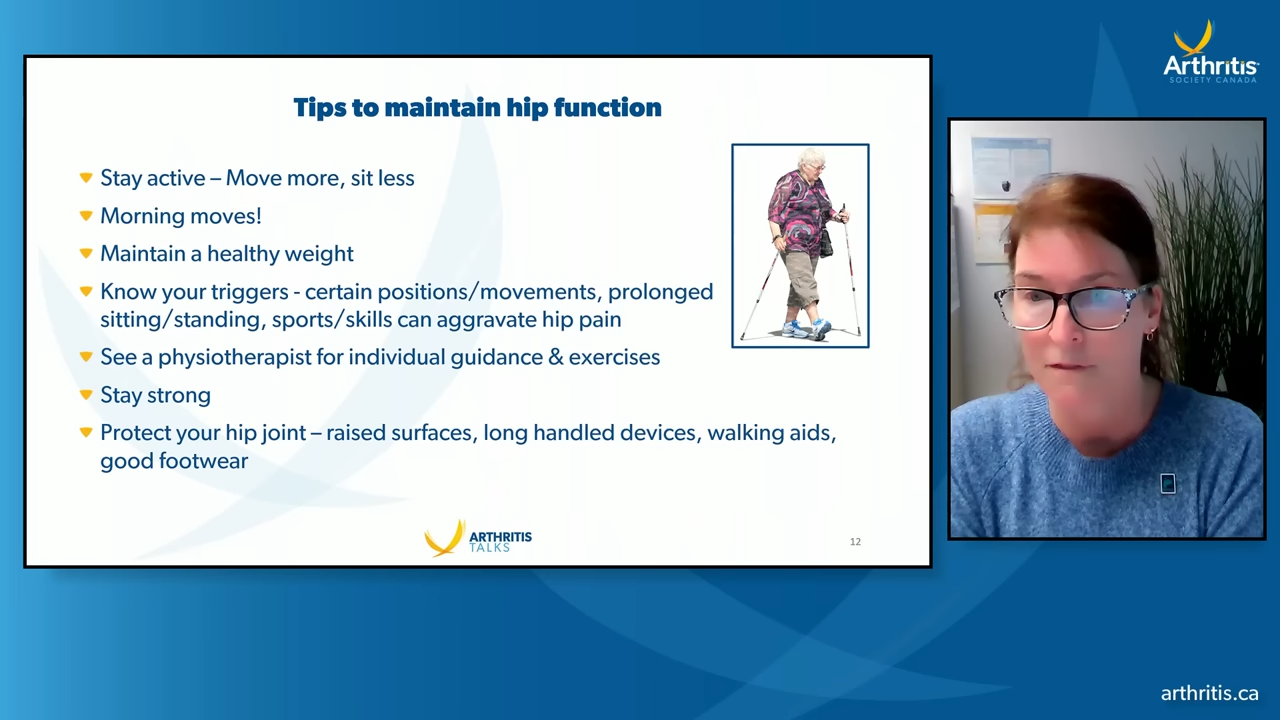 Tips to maintain hip function
Stay active – Move more, sit less
Morning moves!
Maintain a healthy weight
Know your triggers - certain positions/movements, prolonged
sitting/standing, sports/skills can aggravate hip pain
See a physiotherapist for individual guidance & exercises
Stay strong
Protect your hip joint – raised surfaces, long handled devices, walking aids,
good footwear
ARTHRITIS
TALKS
12
Arthritis
SOCIETY CANADA
arthritis.ca